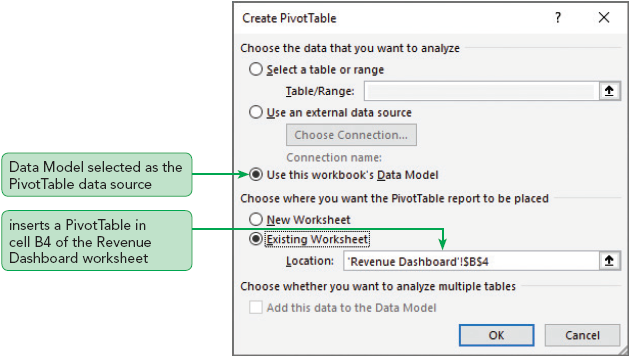 Create PivotTable
?
Choose the data that you want to analyze
Select a table or range
Table/Range:
Use an external data source
Choose Connection...
Connection name:
Data Model selected as the
PivotTable data source
Use this workbook's Data Model
Choose where you want the PivotTable report to be placed
New Worksheet
inserts a PivotTable in
cell B4 of the Revenue
Dashboard worksheet
Existing Worksheet
Location: 'Revenue Dashboard'!$B$4
Choose whether you want to analyze multiple tables
Add this data to the Data Model
OK Cancel